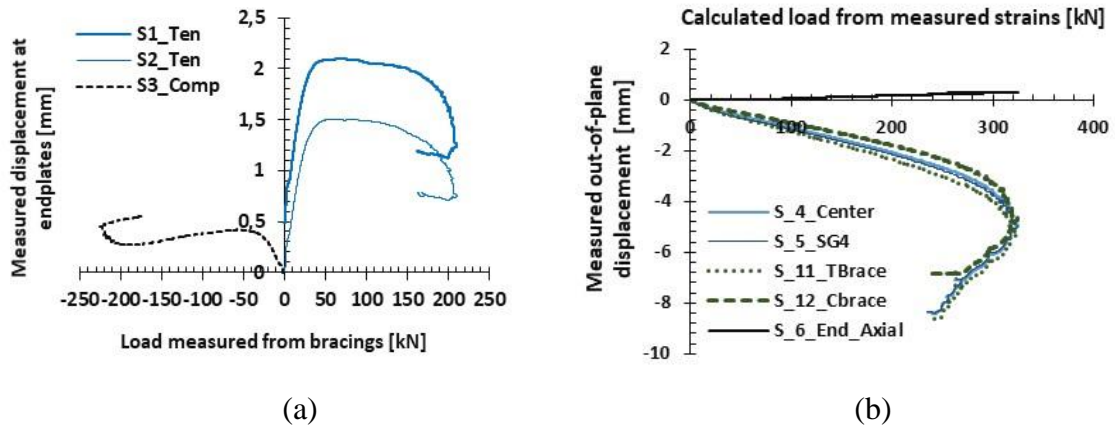 Measured displacement at
endplates [mm]
S1_Ten
S2_Ten
S3_Comp
2,5
2
1,5
1
0,5
0
-250-200-150-100 -50 0 50 100 150 200 250
Load measured from bracings [kN]
(a)
Calculated load from measured strains [kN]
Measured out-of-plane
displacement [mm]
2
0
-2
-4
-6
-8
-10
0 100 200 300 400
S_4_Center
S_5_SG4
S_11_TBrace
S_12_Cbrace
S_6_End_Axial
(b)